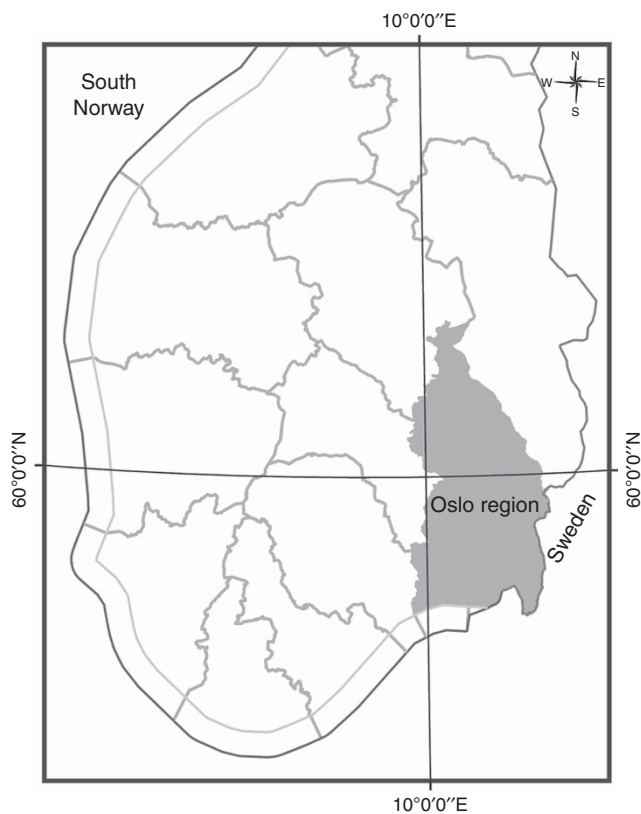 10°0′0′′E
South
Norway
N
W
E
S
60°0′0′′N
60°0′0′′N
Oslo region
Sweden
10°0′0′′E